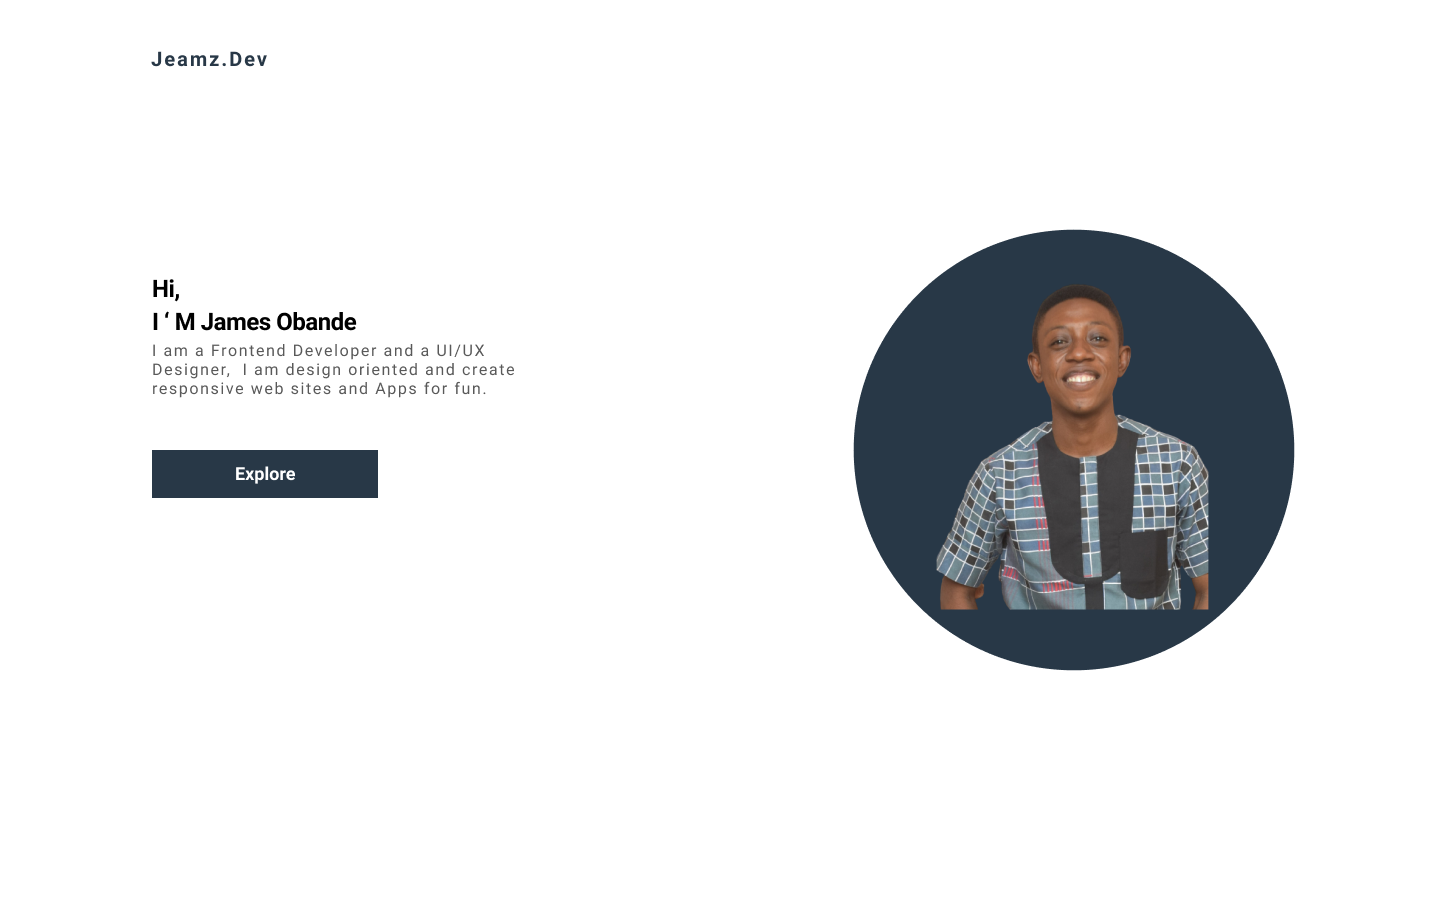 Jeamz.Dev
Hi,
I ‘ M James Obande
I am a Frontend Developer and a UI/UX
Designer,  I am design oriented and create
responsive web sites and Apps for fun.
Explore